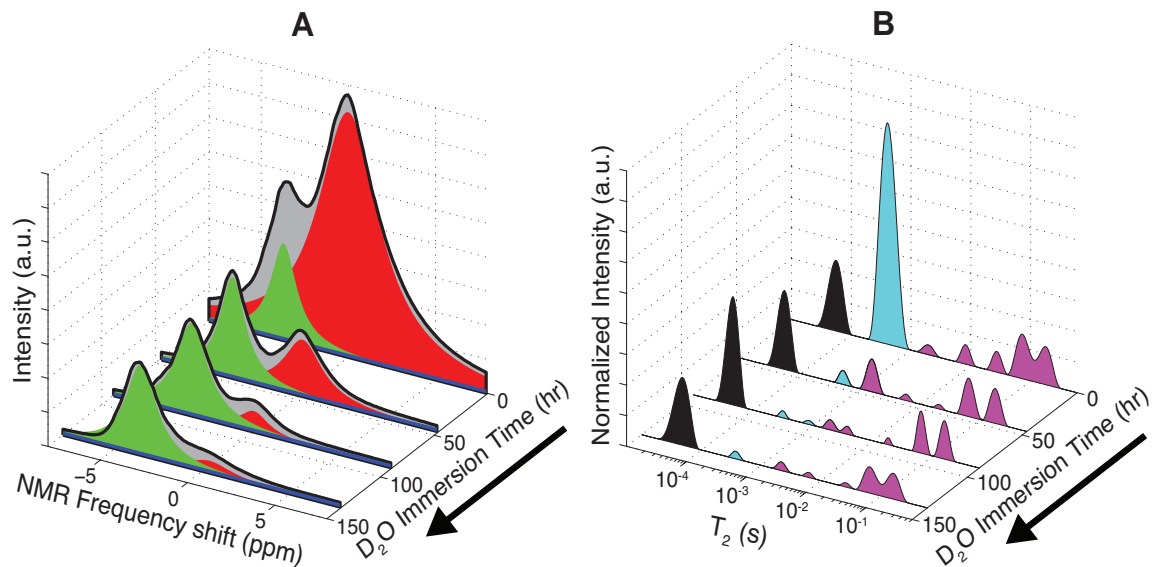 A
Intensity (a.u.)
-5
0
5
NMR Frequency shift (ppm)
0
50
100
150
D₂O Immersion Time (hr)
B
Normalized Intensity (a.u.)
10⁻⁴
10⁻³
10⁻²
10⁻¹
T₂ (s)
0
50
100
150
D₂O Immersion Time (hr)